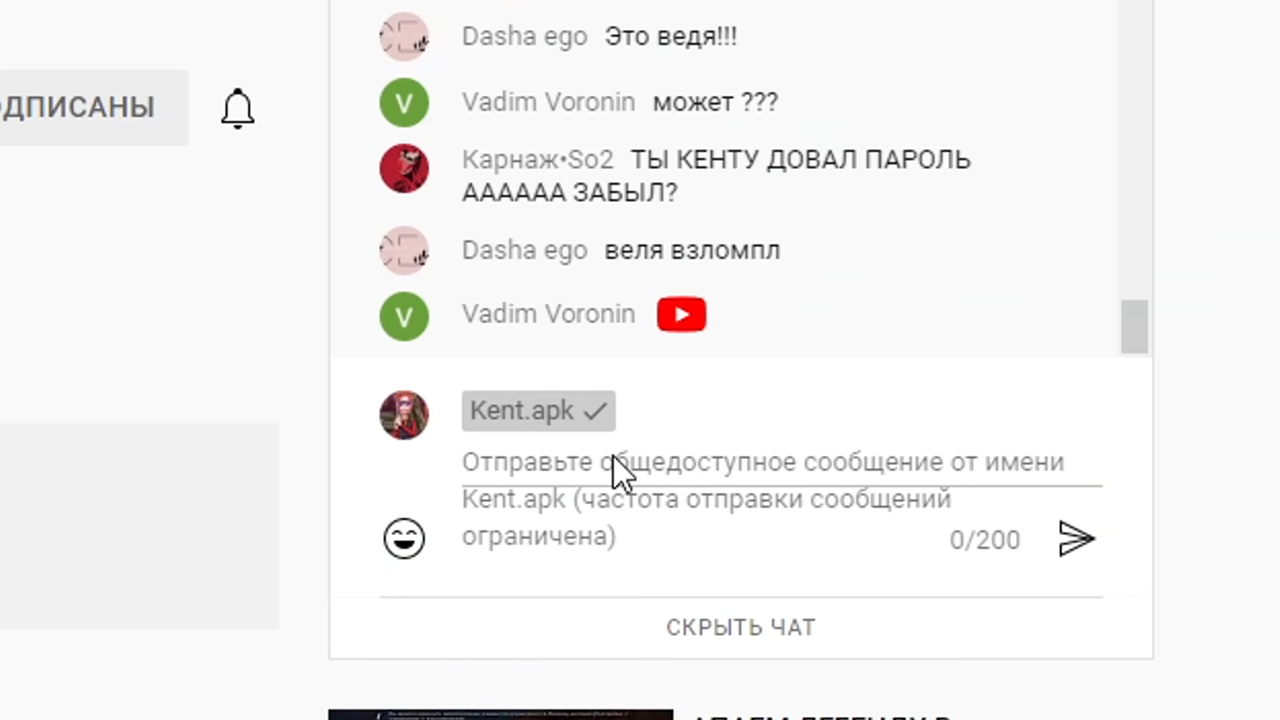 Dasha ego Это ведя!!!
ОДПИСАНЫ
Vadim Voronin может ???
V
Карнаж•So2 ТЫ КЕНТУ ДОВАЛ ПАРОЛЬ
АААААА ЗАБЫЛ?
Dasha ego веля взломпл
Vadim Voronin
V
Kent.apk
Отправьте общедоступное сообщение от имени
Kent.apk (частота отправки сообщений
ограничена)
0/200
СКРЫТЬ ЧАТ